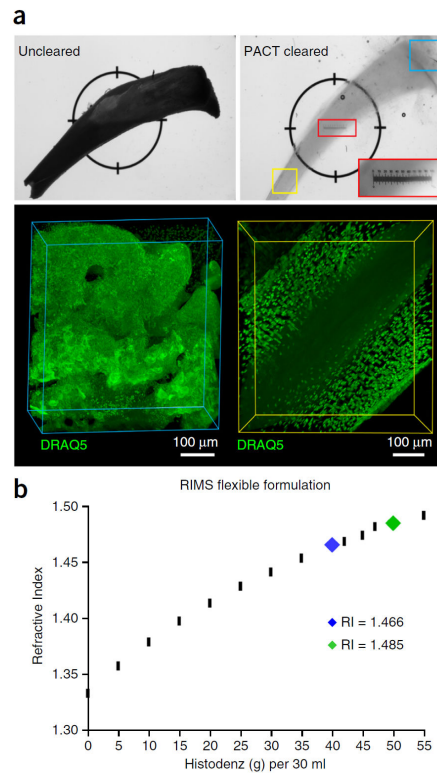 a
Uncleared
PACT cleared
DRAQ5
100 μm
DRAQ5
100 μm
b
RIMS flexible formulation
Refractive Index
1.50
1.45
1.40
1.35
1.30
RI = 1.466
RI = 1.485
0 5 10 15 20 25 30 35 40 45 50 55
Histodenz (g) per 30 ml